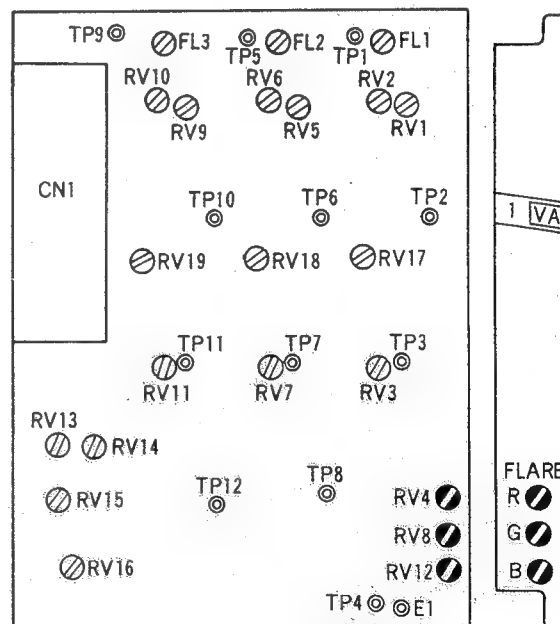 TP9 FL3 TP5 FL2 TP1 FL1
RV10 RV6 RV2
RV9 RV5 RV1
CN1
TP10 TP6 TP2
1 VA
RV19 RV18 RV17
TP11 TP7 TP3
RV11 RV7 RV3
RV13
RV14
FLARE
RV15 TP12 TP8 RV4 R
RV8 G
RV16 RV12 B
TP4 E1